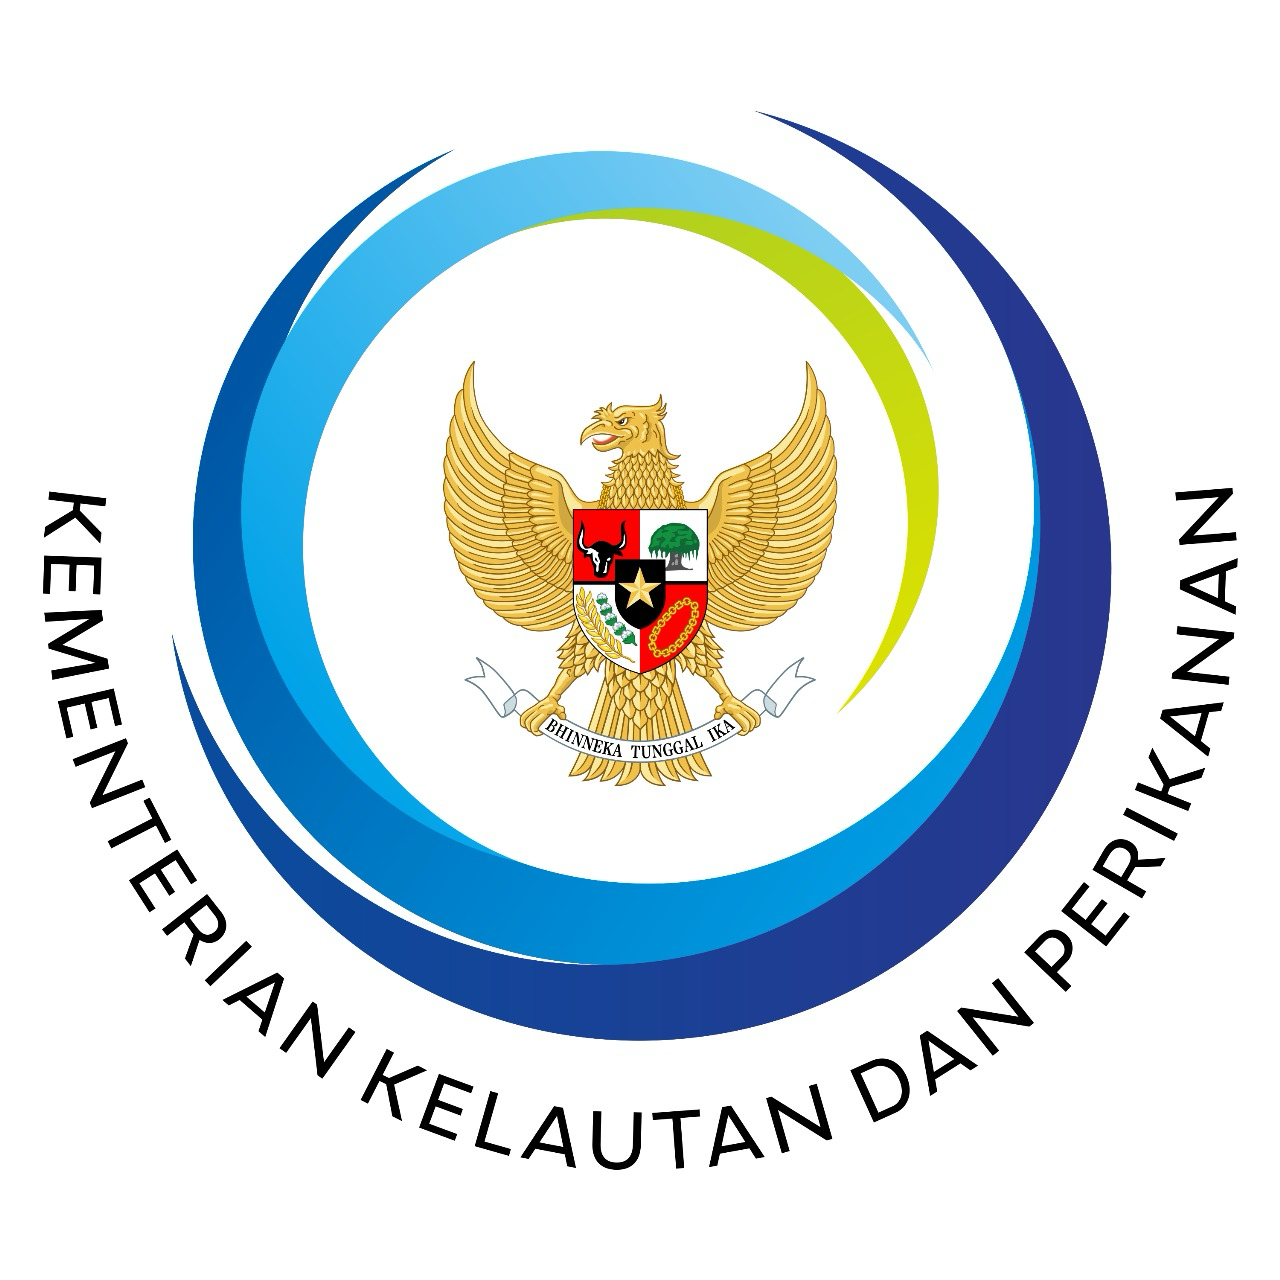 BHINNEKA TUNGGAL IKA
KEMENTERIAN KELAUTAN DAN PERIKANAN